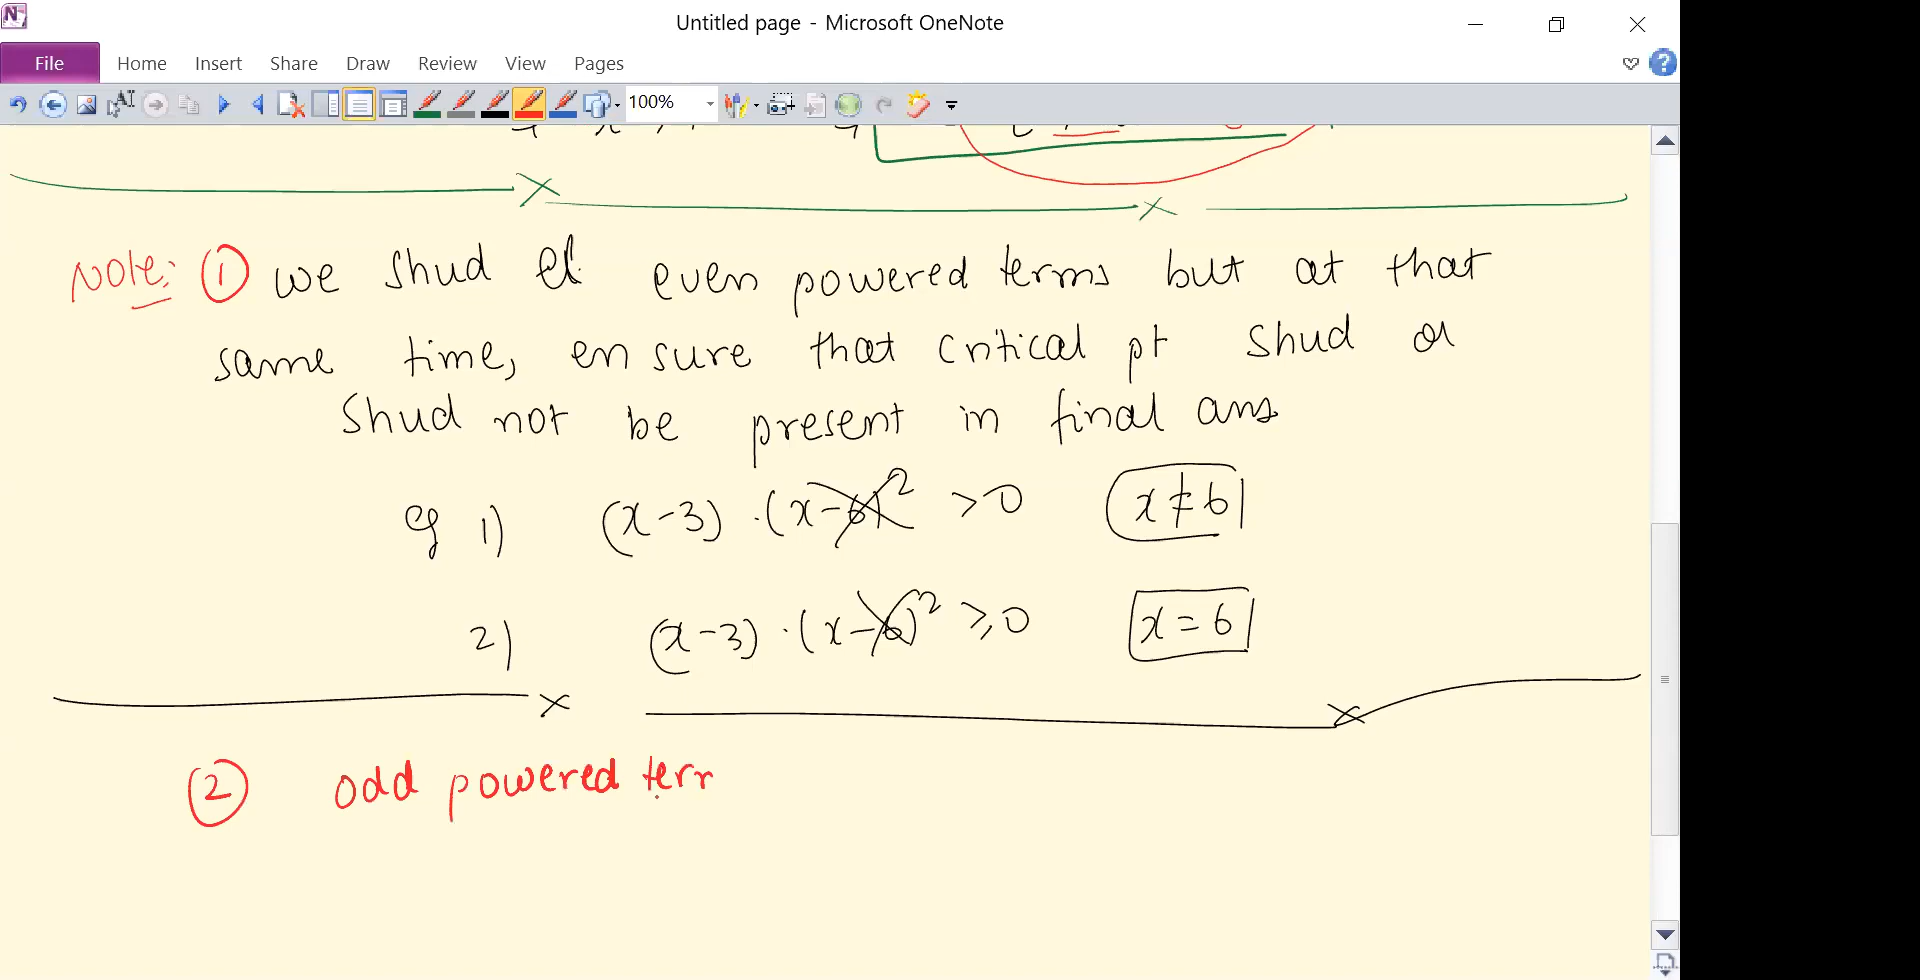 Untitled page - Microsoft OneNote
File Home Insert Share Draw Review View Pages
100%
Note: ① we shud even powered terms but at that
same time, ensure that critical pt shud or
shud not be present in final ans
eg 1) (x-3) . (x-6)² >0 x≠6
2) (x-3) . (x-6)² ≥0 x=6
② odd powered terr